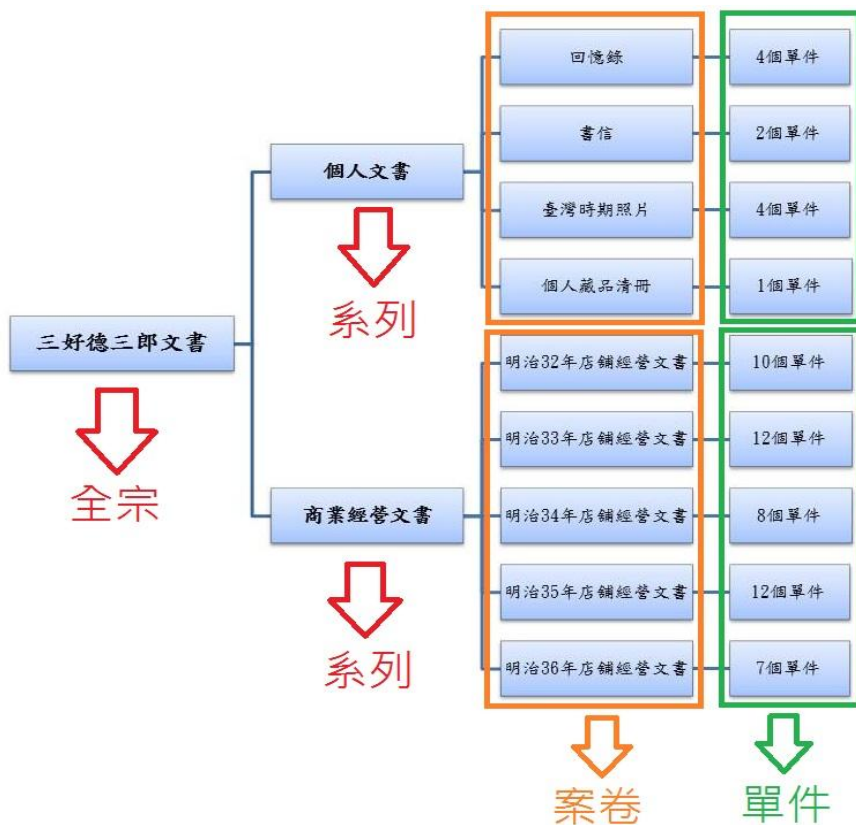 回憶錄
4個單件
書信
2個單件
個人文書
臺灣時期照片
4個單件
系列
個人藏品清冊
1個單件
三好德三郎文書
全宗
明治32年店鋪經營文書
10個單件
明治33年店鋪經營文書
12個單件
商業經營文書
明治34年店鋪經營文書
8個單件
系列
明治35年店鋪經營文書
12個單件
明治36年店鋪經營文書
7個單件
案卷
單件